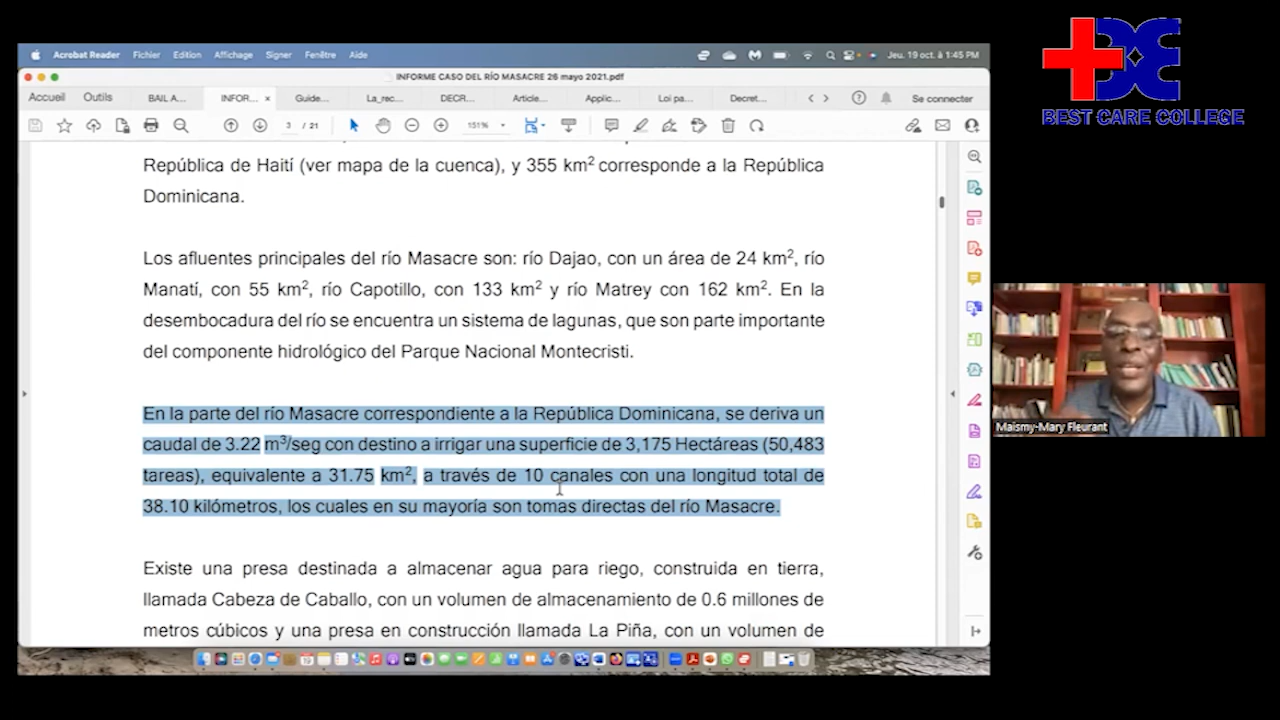 BEST CARE COLLEGE
Acrobat Reader Fichier Edition Affichage Signer Fenêtre Aide
Jeu. 19 oct. à 1:45 PM
INFORME CASO DEL RÍO MASACRE 26 mayo 2021.pdf
Accueil Outils BAIL A... INFOR... × Guide... La_rec... DECR... Article... Applic... Loi pa... Decret... Se connecter
3 / 21 151%
República de Haití (ver mapa de la cuenca), y 355 km² corresponde a la República
Dominicana.
Los afluentes principales del río Masacre son: río Dajao, con un área de 24 km², río
Manatí, con 55 km², río Capotillo, con 133 km² y río Matrey con 162 km². En la
desembocadura del río se encuentra un sistema de lagunas, que son parte importante
del componente hidrológico del Parque Nacional Montecristi.
En la parte del río Masacre correspondiente a la República Dominicana, se deriva un
caudal de 3.22 m³/seg con destino a irrigar una superficie de 3,175 Hectáreas (50,483
tareas), equivalente a 31.75 km², a través de 10 canales con una longitud total de
38.10 kilómetros, los cuales en su mayoría son tomas directas del río Masacre.
Existe una presa destinada a almacenar agua para riego, construida en tierra,
llamada Cabeza de Caballo, con un volumen de almacenamiento de 0.6 millones de
metros cúbicos y una presa en construcción llamada La Piña, con un volumen de
Maismy-Mary Fleurant